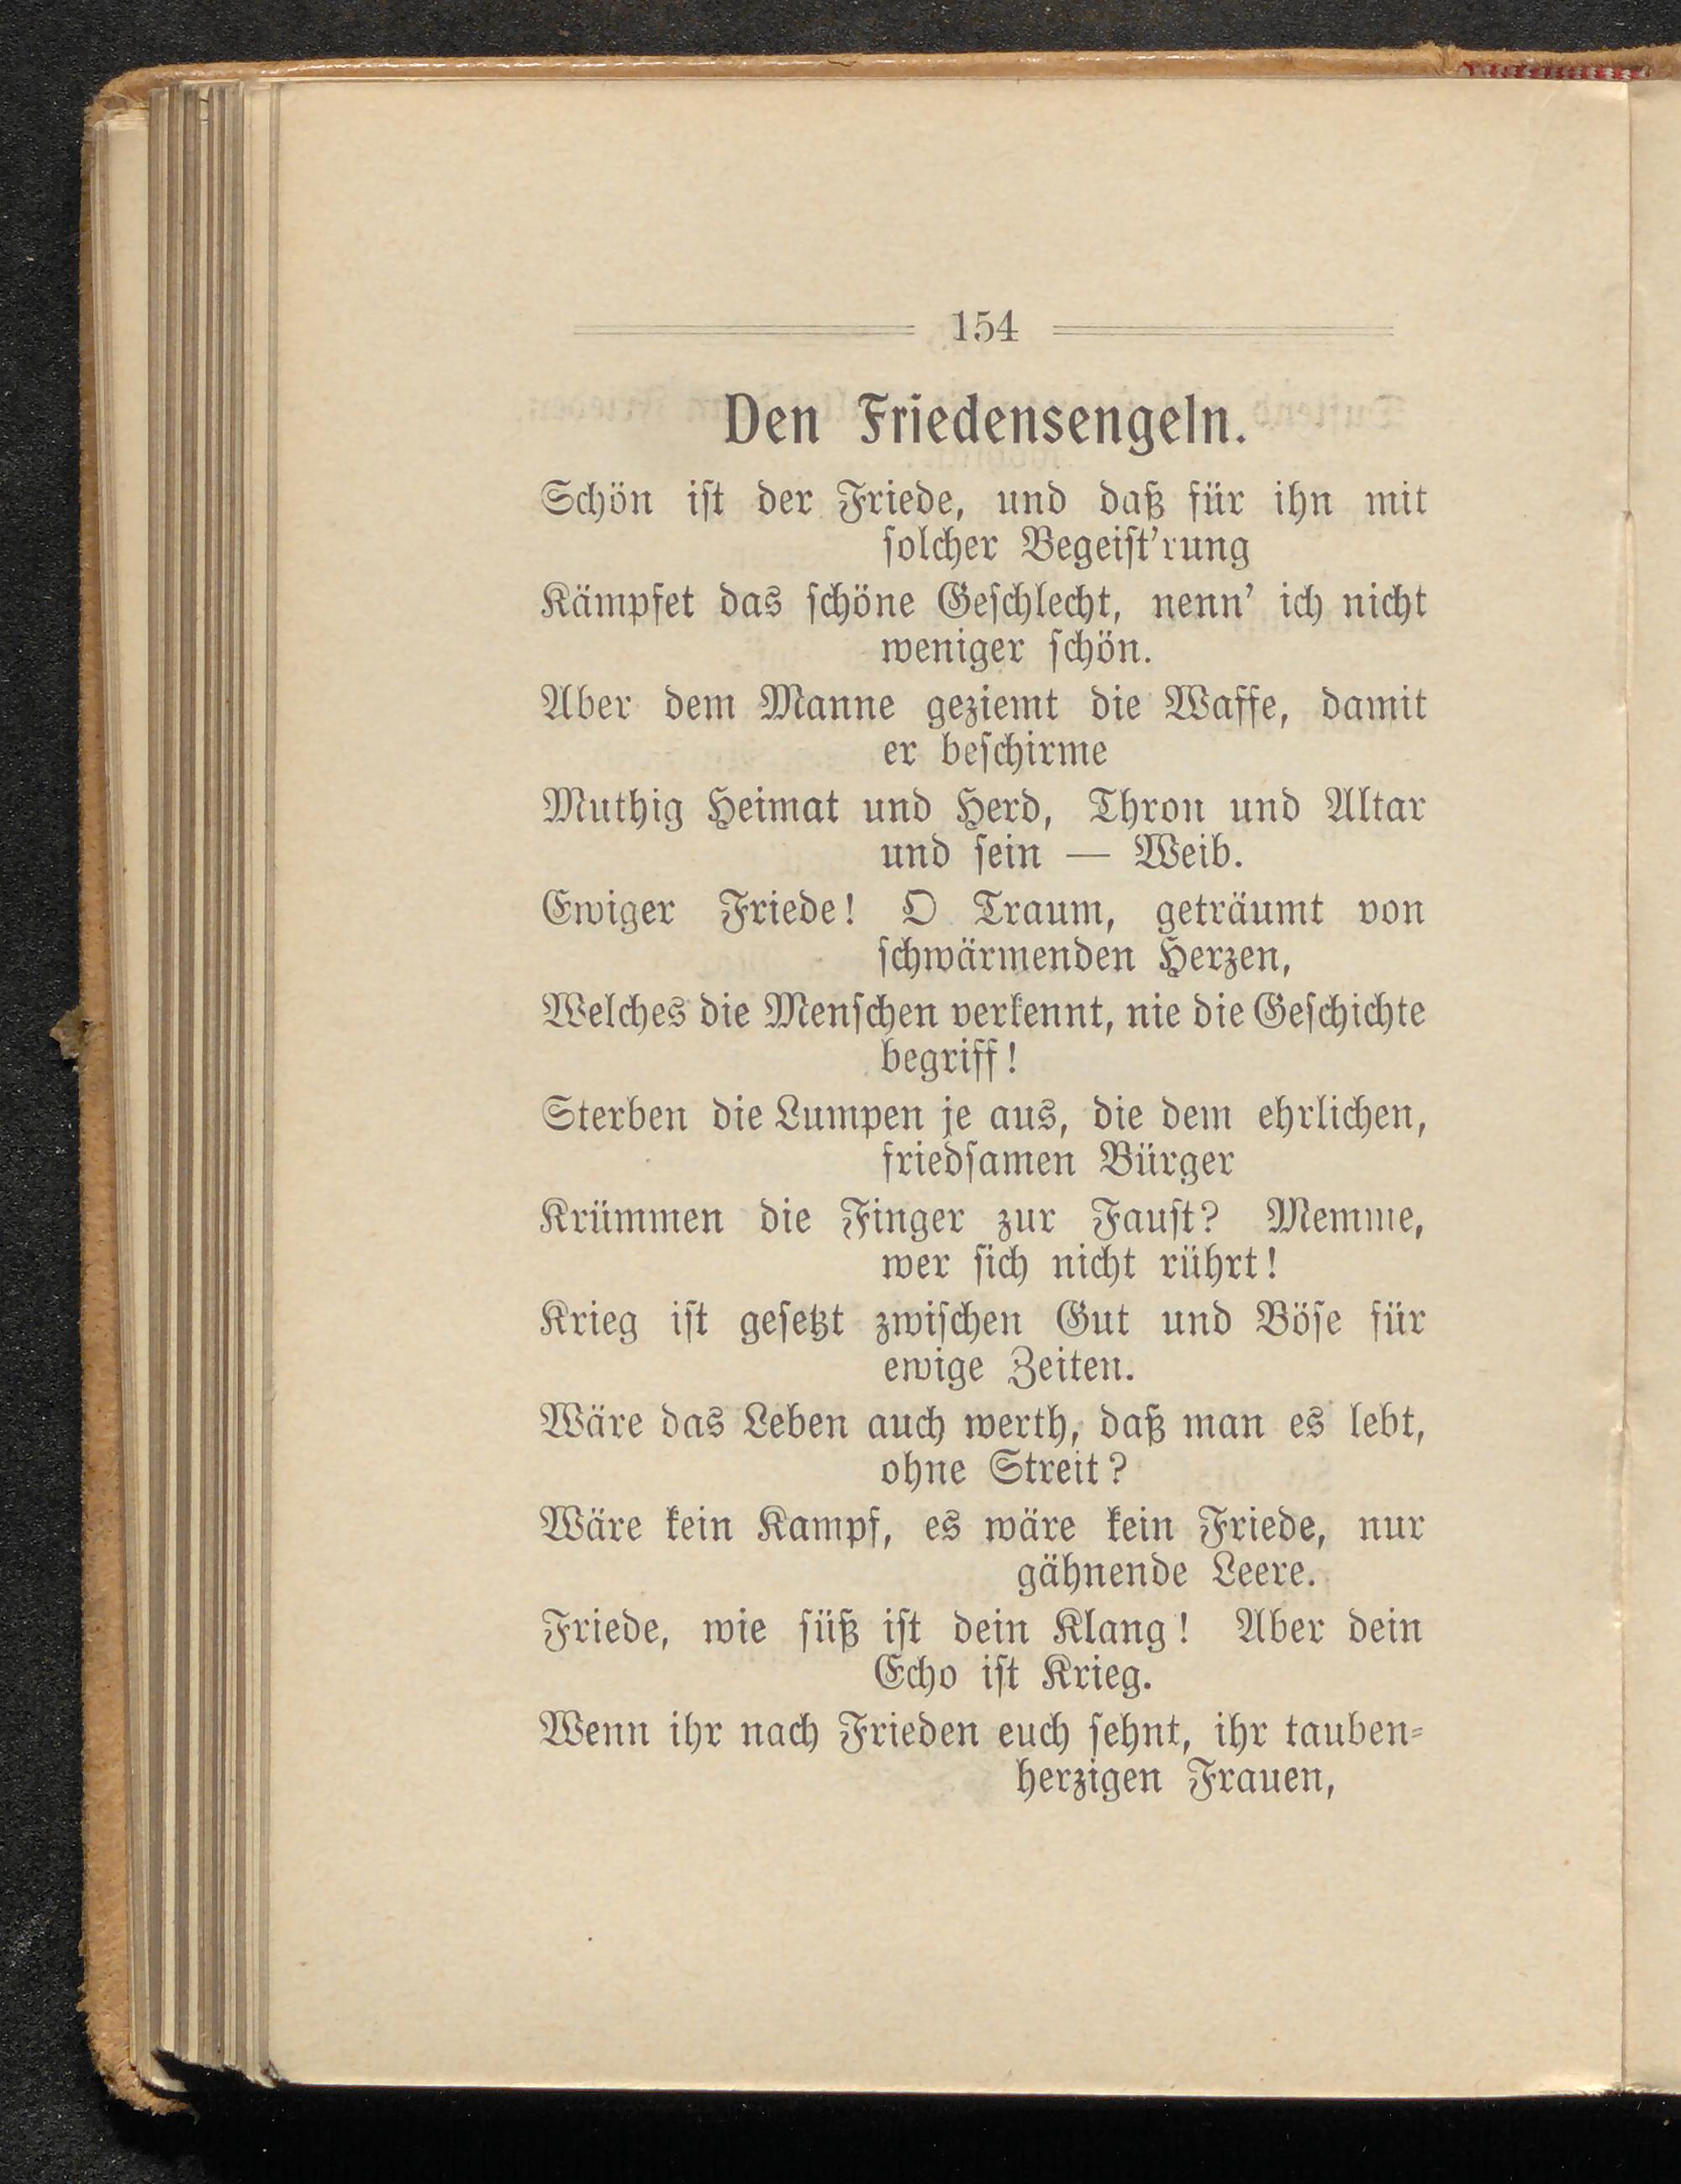 154
Den Friedensengeln.
Schön iſt der Friede, und daß für ihn mit
ſolcher Begeiſt’rung
Kämpfet das ſchöne Geſchlecht, nenn’ ich nicht
weniger ſchön.
Aber dem Manne geziemt die Waffe, damit
er beſchirme
Muthig Heimat und Herd, Thron und Altar
und ſein — Weib.
Ewiger Friede! O Traum, geträumt von
ſchwärmenden Herzen,
Welches die Menſchen verkennt, nie die Geſchichte
begriff!
Sterben die Lumpen je aus, die dem ehrlichen,
friedſamen Bürger
Krümmen die Finger zur Fauſt? Memme,
wer ſich nicht rührt!
Krieg iſt geſetzt zwiſchen Gut und Böſe für
ewige Zeiten.
Wäre das Leben auch werth, daß man es lebt,
ohne Streit?
Wäre kein Kampf, es wäre kein Friede, nur
gähnende Leere.
Friede, wie ſüß iſt dein Klang! Aber dein
Echo iſt Krieg.
Wenn ihr nach Frieden euch ſehnt, ihr tauben-
herzigen Frauen,